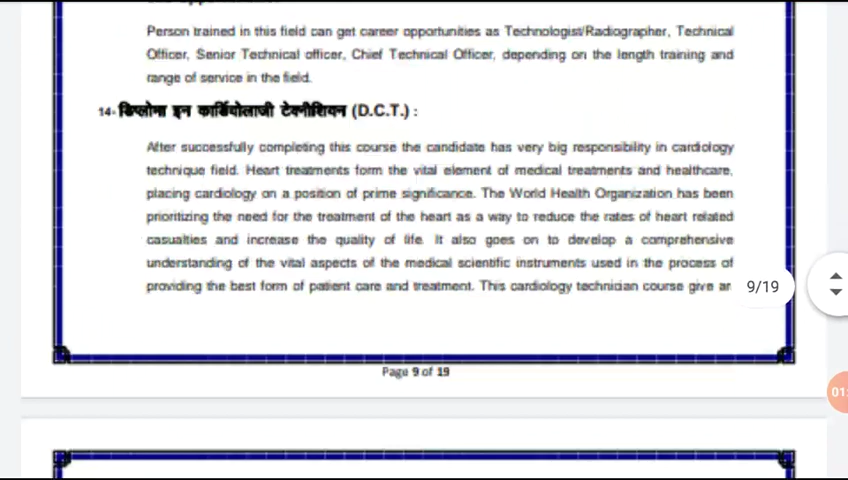 Person trained in this field can get career opportunities as Technologist/Radiographer, Technical
Officer, Senior Technical officer, Chief Technical Officer, depending on the length training and
range of service in the field.
14- डिप्लोमा इन कार्डियोलाजी टेक्नीशियन (D.C.T.) :
After successfully completing this course the candidate has very big responsibility in cardiology
technique field. Heart treatments form the vital element of medical treatments and healthcare,
placing cardiology on a position of prime significance. The World Health Organization has been
prioritizing the need for the treatment of the heart as a way to reduce the rates of heart related
casualties and increase the quality of life. It also goes on to develop a comprehensive
understanding of the vital aspects of the medical scientific instruments used in the process of
providing the best form of patient care and treatment. This cardiology technician course give
9/19
Page 9 of 19